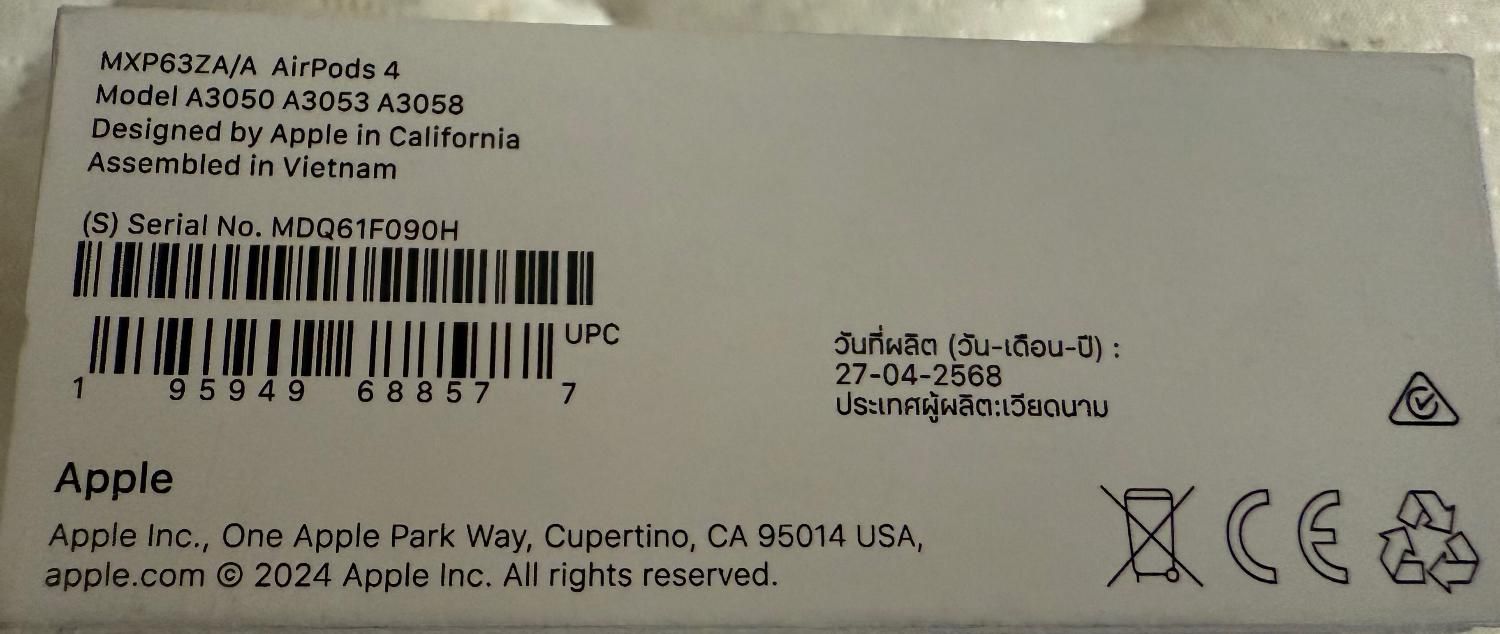 MXP63ZA/A AirPods 4
Model A3050 A3053 A3058
Designed by Apple in California
Assembled in Vietnam
(S) Serial No. MDQ61F090H
UPC
1 95949 68857 7
วันที่ผลิต (วัน-เดือน-ปี) :
27-04-2568
ประเทศผู้ผลิต:เวียดนาม
Apple
Apple Inc., One Apple Park Way, Cupertino, CA 95014 USA,
apple.com © 2024 Apple Inc. All rights reserved.
CE